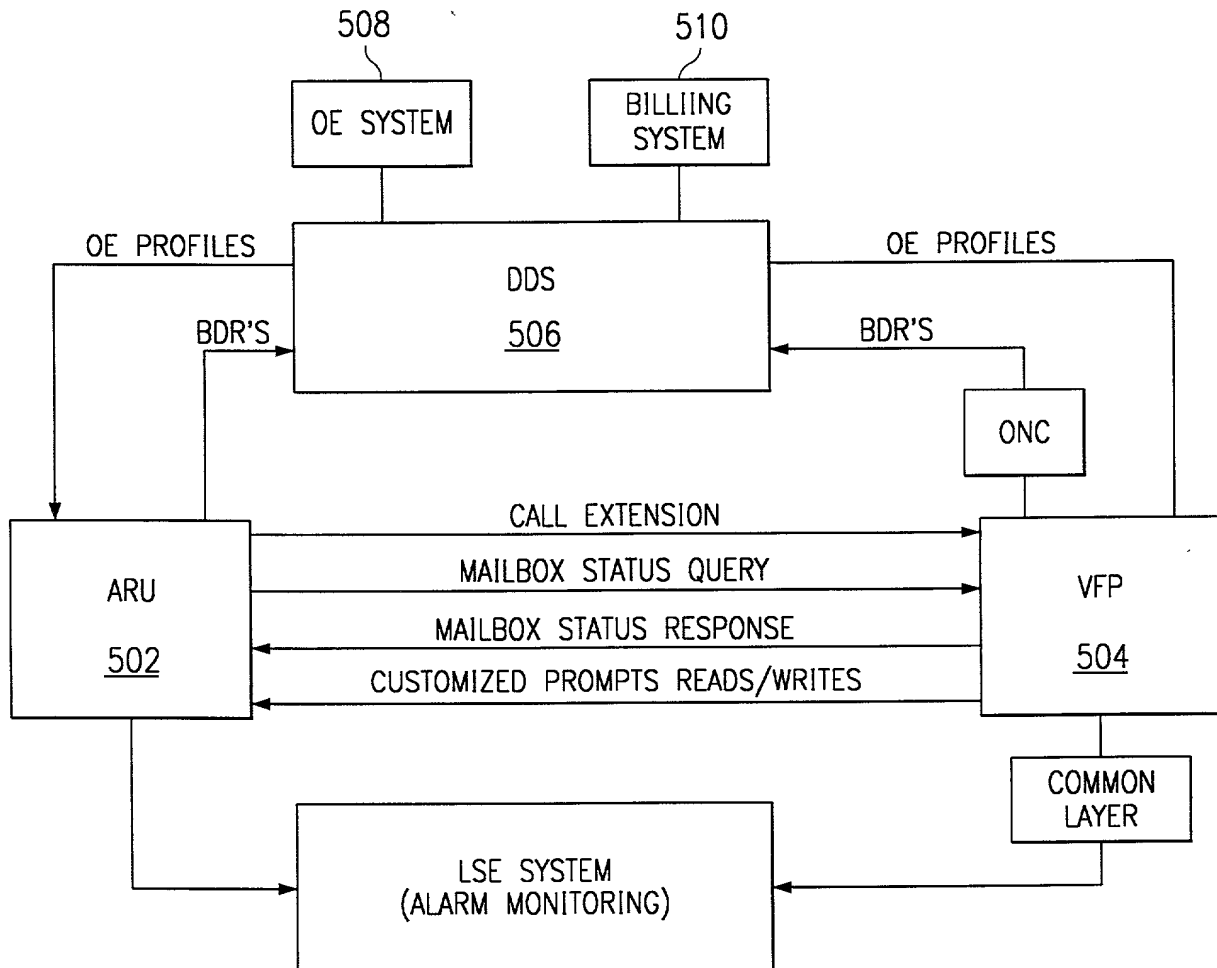 508
510
OE SYSTEM
BILLIING
SYSTEM
OE PROFILES
OE PROFILES
DDS
506
BDR'S
BDR'S
ONC
CALL EXTENSION
MAILBOX STATUS QUERY
MAILBOX STATUS RESPONSE
CUSTOMIZED PROMPTS READS/WRITES
ARU
502
VFP
504
COMMON
LAYER
LSE SYSTEM
(ALARM MONITORING)